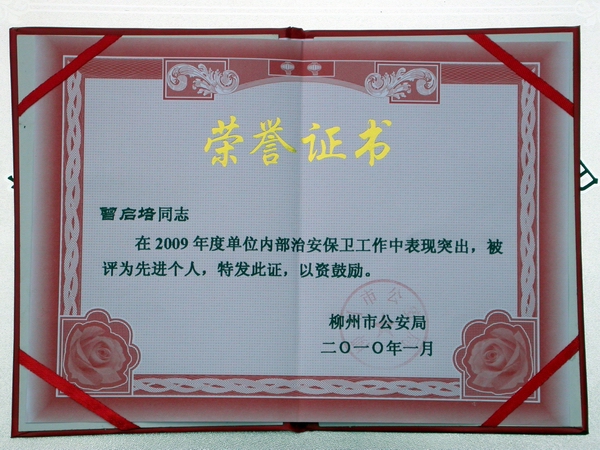 荣誉证书
启培同志
在2009年度单位内部治安保卫工作中表现突出，被
评为先进个人，特发此证，以资鼓励。
市公
柳州市公安局
二〇一〇年一月